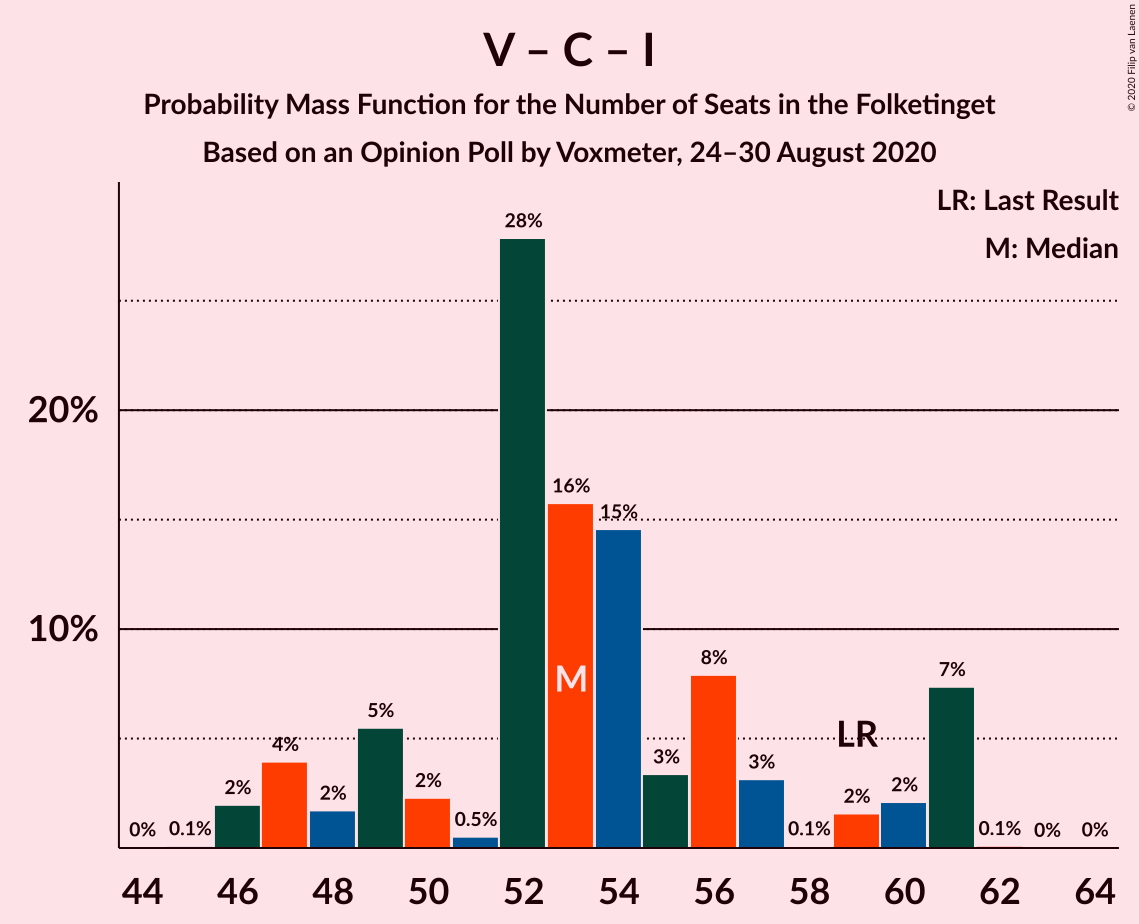 V – C – I
Probability Mass Function for the Number of Seats in the Folketinget
Based on an Opinion Poll by Voxmeter, 24–30 August 2020
© 2020 Filip van Laenen
LR: Last Result
M: Median
20%
10%
0%
0.1%
2%
4%
2%
5%
2%
0.5%
28%
16%
15%
3%
8%
3%
0.1%
2%
2%
7%
0.1%
0%
0%
M
LR
44 46 48 50 52 54 56 58 60 62 64